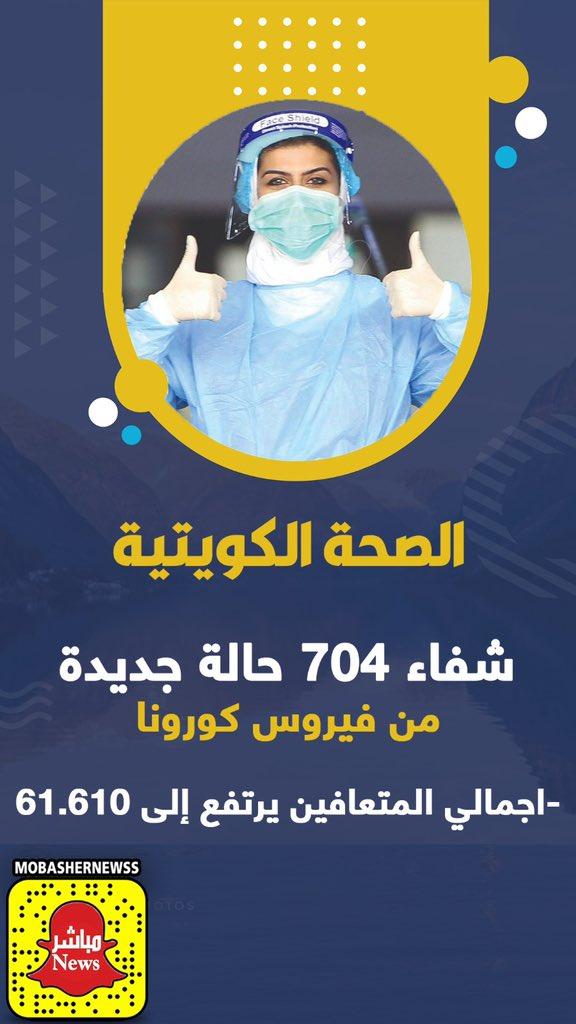 Face Shield
الصحة الكويتية
شفاء 704 حالة جديدة
من فيروس كورونا
-اجمالي المتعافين يرتفع إلى 61.610
MOBASHERNEWSS
مباشر
News